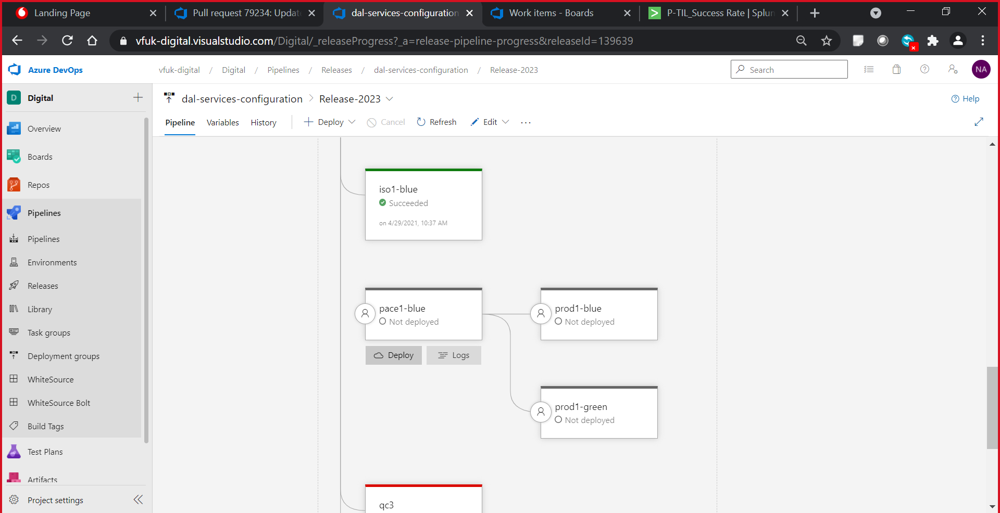 Landing Page
Pull request 79234: Updat
dal-services-configuration
Work items - Boards
P-TIL_Success Rate | Splun
vfuk-digital.visualstudio.com/Digital/_releaseProgress?_a=release-pipeline-progress&releaseId=139639
Azure DevOps
vfuk-digital / Digital / Pipelines / Releases / dal-services-configuration / Release-2023
Search
NA
D
Digital
dal-services-configuration > Release-2023
Help
Pipeline
Variables
History
Deploy
Cancel
Refresh
Edit
...
Overview
Boards
Repos
Pipelines
Pipelines
Environments
Releases
Library
Task groups
Deployment groups
WhiteSource
WhiteSource Bolt
Build Tags
Test Plans
Artifacts
Project settings
iso1-blue
Succeeded
on 4/29/2021, 10:37 AM
pace1-blue
Not deployed
Deploy
Logs
prod1-blue
Not deployed
prod1-green
Not deployed
qc3